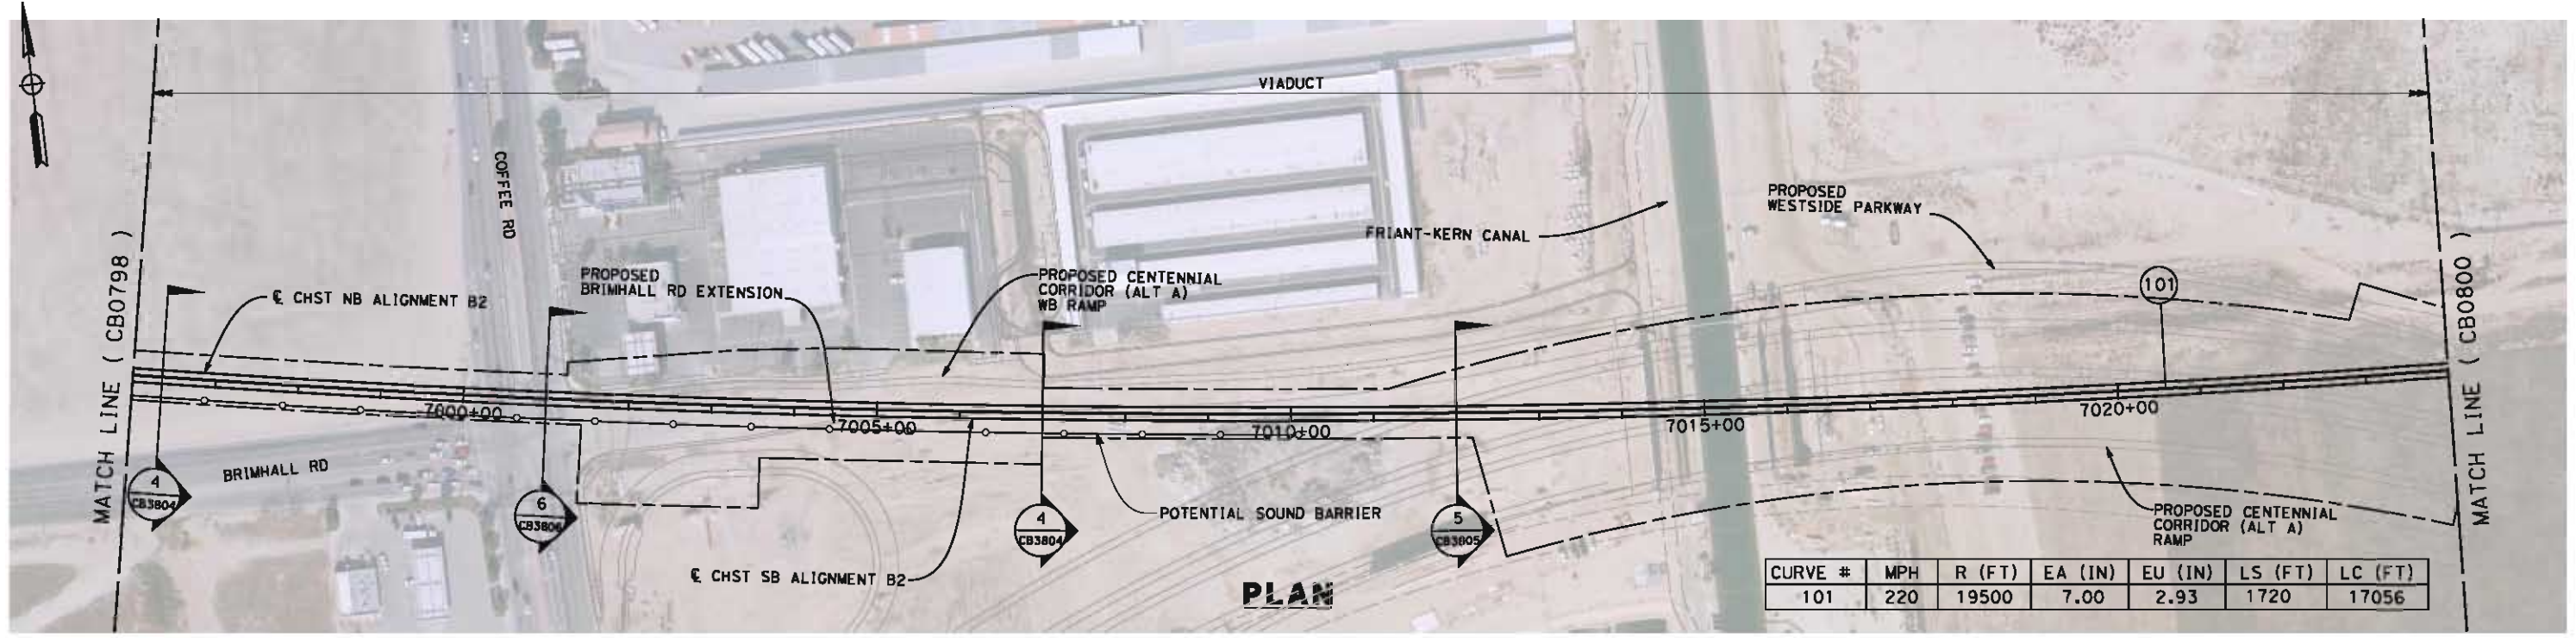 VIADUCT
COFFEE RD
PROPOSED
WESTSIDE PARKWAY
FRIANT-KERN CANAL
MATCH LINE ( CB0798 )
℄ CHST NB ALIGNMENT B2
PROPOSED
BRIMHALL RD EXTENSION
PROPOSED CENTENNIAL
CORRIDOR (ALT A)
WB RAMP
101
MATCH LINE ( CB0800 )
7000+00
7005+00
7010+00
7015+00
7020+00
BRIMHALL RD
4
CB3804
6
CB3806
4
CB3804
5
CB3805
POTENTIAL SOUND BARRIER
PROPOSED CENTENNIAL
CORRIDOR (ALT A)
RAMP
℄ CHST SB ALIGNMENT B2
PLAN
CURVE # MPH R (FT) EA (IN) EU (IN) LS (FT) LC (FT)
101 220 19500 7.00 2.93 1720 17056